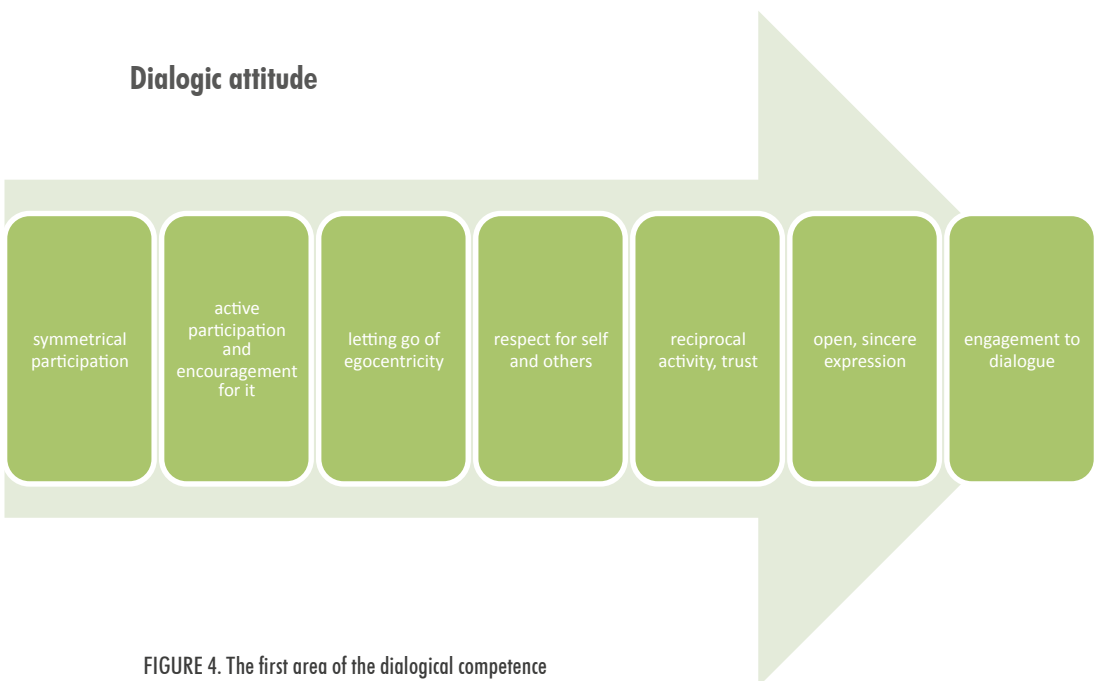 Dialogic attitude
symmetrical
participation
active
participation
and
encouragement
for it
letting go of
egocentricity
respect for self
and others
reciprocal
activity, trust
open, sincere
expression
engagement to
dialogue
FIGURE 4. The first area of the dialogical competence